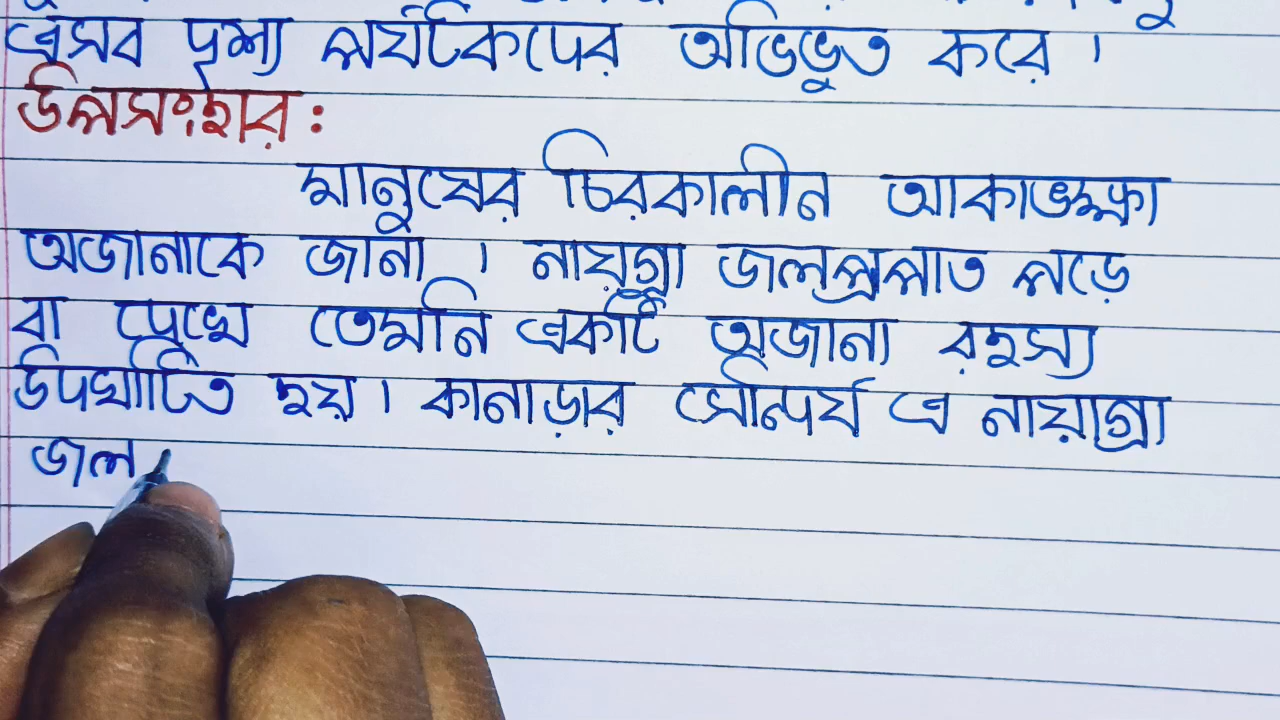 এসব দৃশ্য পর্যটকদের অভিভূত করে ।
উপসংহার :
মানুষের চিরকালীন আকাঙ্ক্ষা
অজানাকে জানা । নায়গ্রা জলপ্রপাত পড়ে
বা দেখে তেমনি একটি অজানা রহস্য
উদঘাটিত হয় । কানাড়ার সৌন্দর্য এ নায়াগ্রা
জল